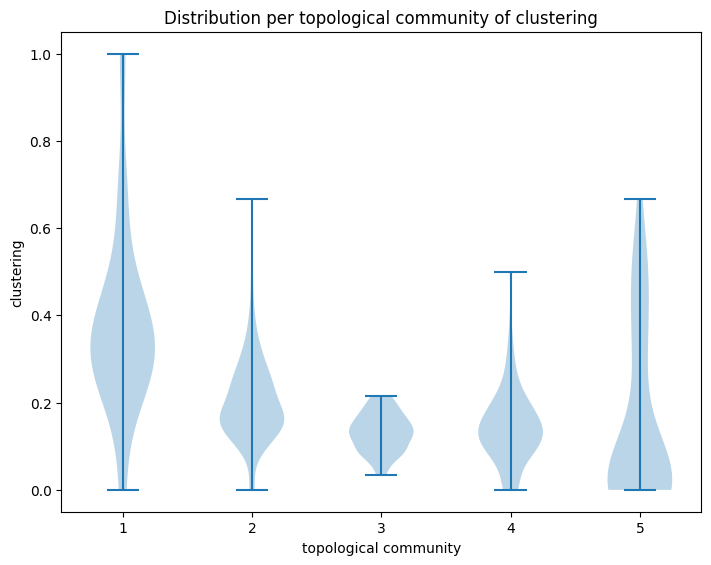 Distribution per topological community of clustering
1.0
0.8
0.6
0.4
0.2
0.0
clustering
1 2 3 4 5
topological community